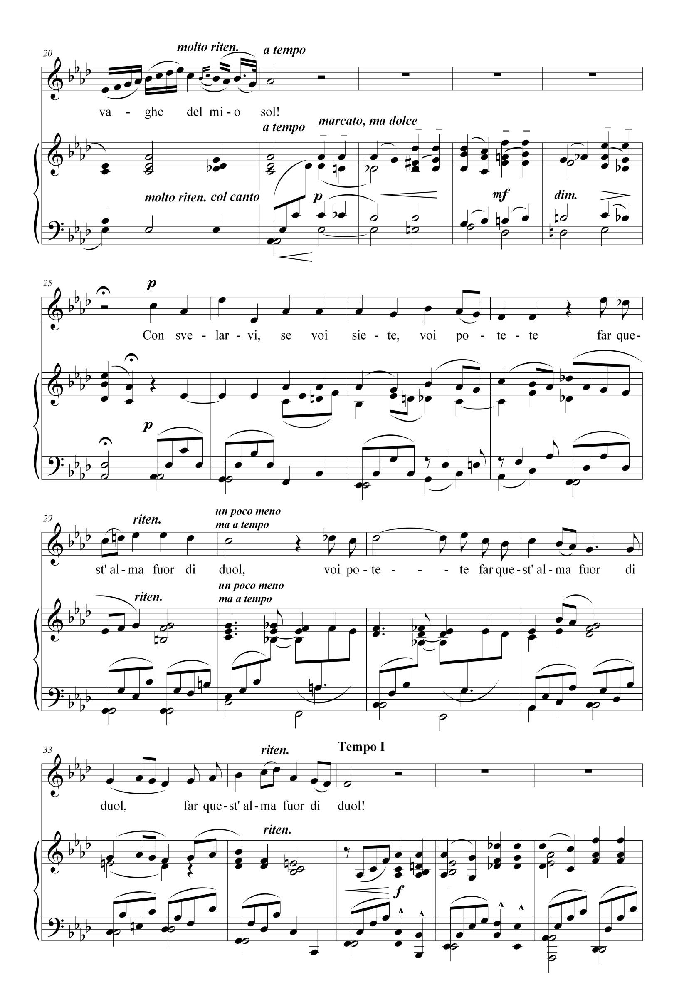 20
molto riten.
a tempo
va - ghe del mi - o sol!
a tempo
marcato, ma dolce
molto riten. col canto
p
mf
dim.
25
p
Con sve - lar - vi, se voi sie - te, voi po - te - te far que-
p
29
riten.
un poco meno
ma a tempo
st' al - ma fuor di duol, voi po - te - - - te far que - st' al - ma fuor di
riten.
un poco meno
ma a tempo
33
riten.
Tempo I
duol, far que - st' al - ma fuor di duol!
riten.
f